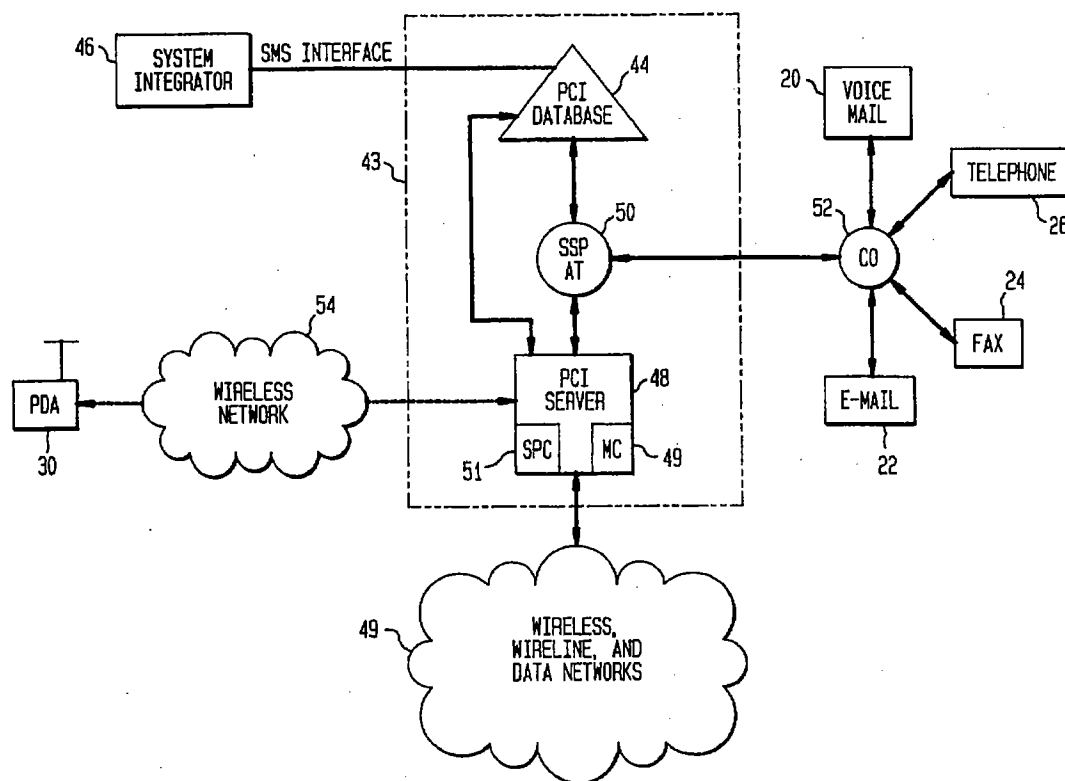 46
SYSTEM
INTEGRATOR
SMS INTERFACE
PCI
DATABASE
44
20
VOICE
MAIL
43
TELEPHONE
26
50
SSP
AT
52
CO
24
FAX
54
WIRELESS
NETWORK
PDA
30
PCI
SERVER
48
SPC
MC
51
49
E-MAIL
22
49
WIRELESS,
WIRELINE, AND
DATA NETWORKS